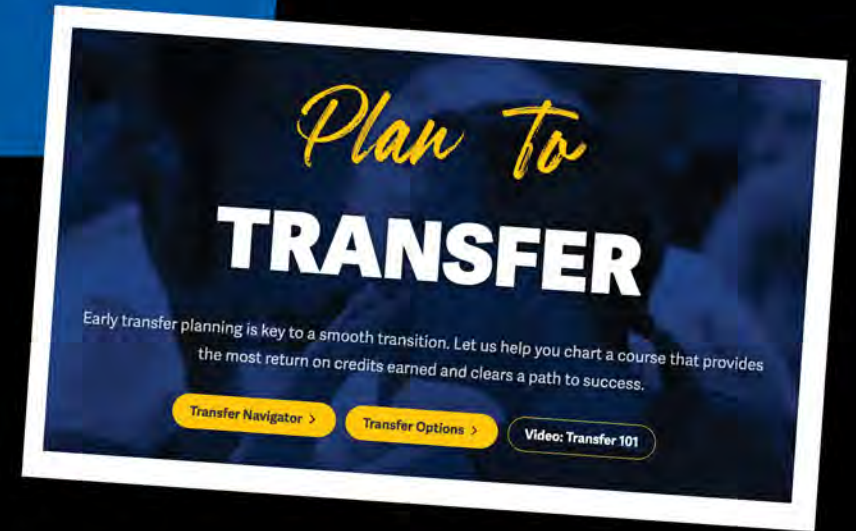 Plan To
TRANSFER
Early transfer planning is key to a smooth transition. Let us help you chart a course that provides
the most return on credits earned and clears a path to success.
Transfer Navigator >
Transfer Options >
Video: Transfer 101